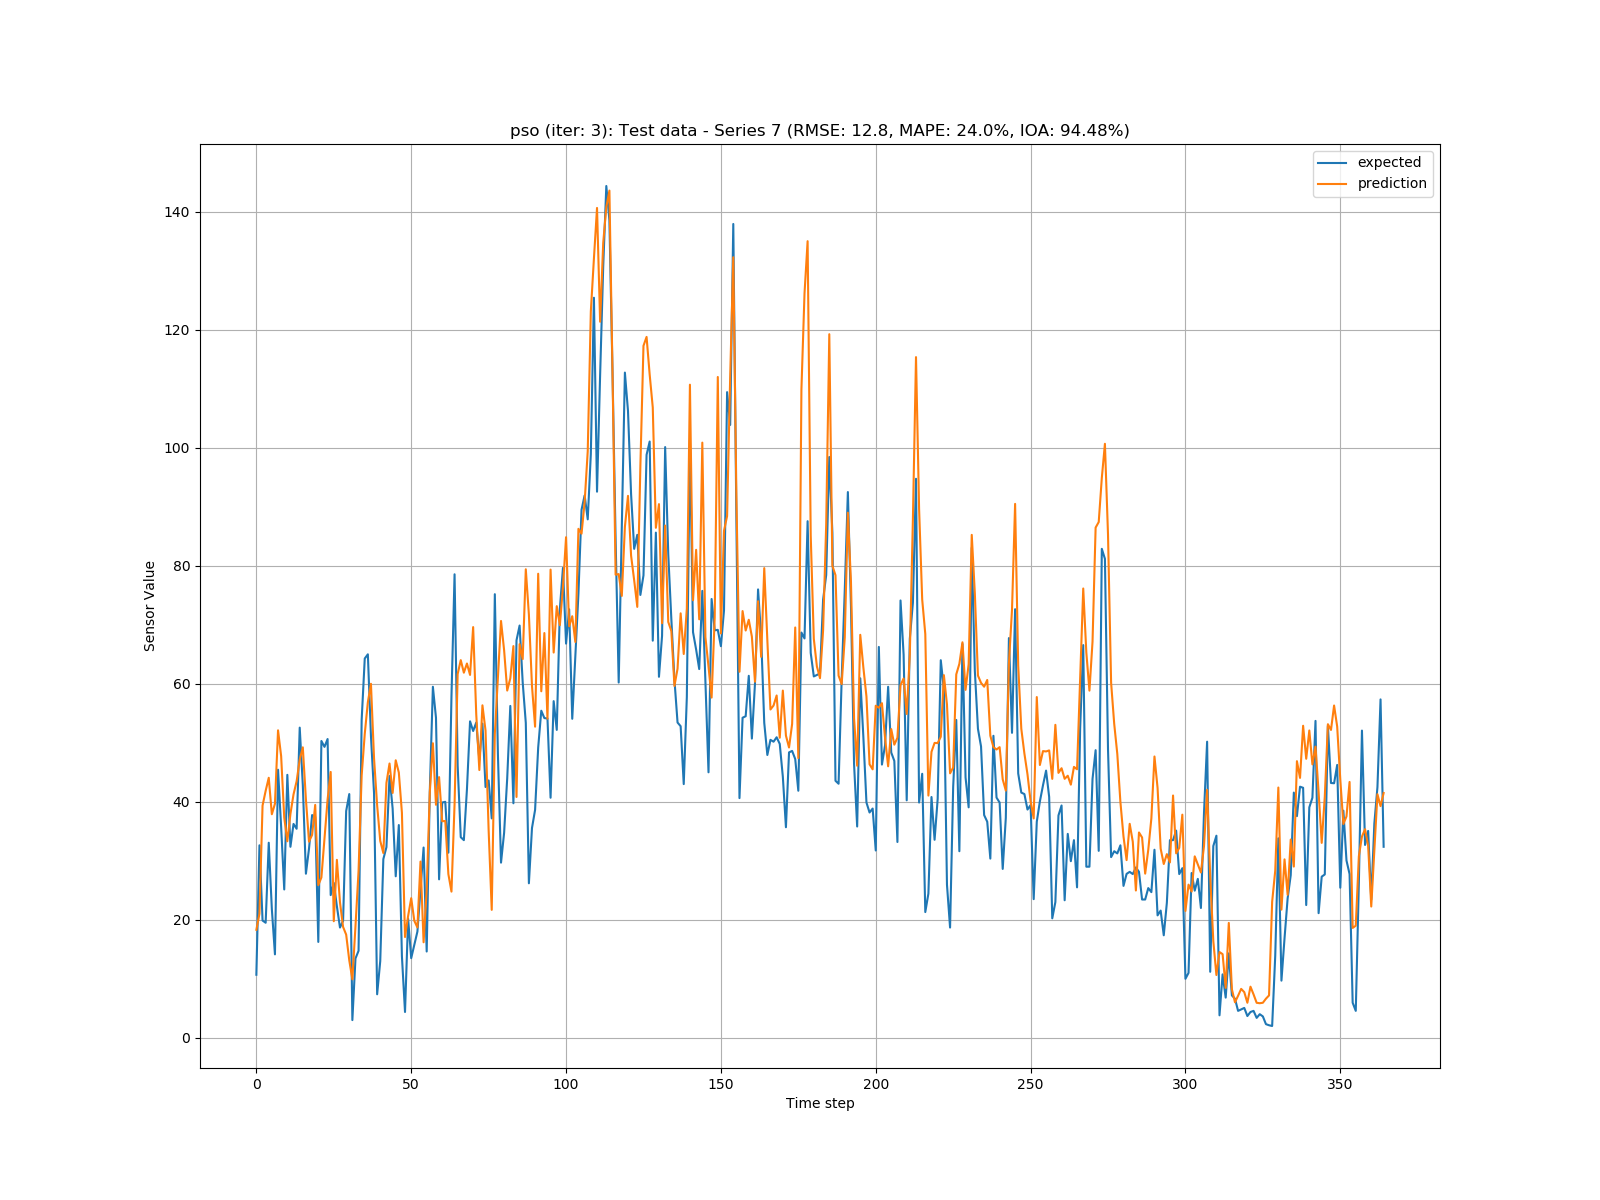 pso (iter: 3): Test data - Series 7 (RMSE: 12.8, MAPE: 24.0%, IOA: 94.48%)
expected
prediction
140
120
100
80
60
40
20
0
Sensor Value
0 50 100 150 200 250 300 350
Time step